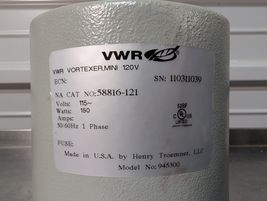 VWR
VWR VORTEXER, MINI 120V
ECN:
SN: 110311039
NA CAT NO: 58816-121
Volts: 115~
Watts: 150
Amps:
50/60Hz 1 Phase
FUSE:
Made in U.S.A. by Henry Troemner, LLC
Model No: 945300